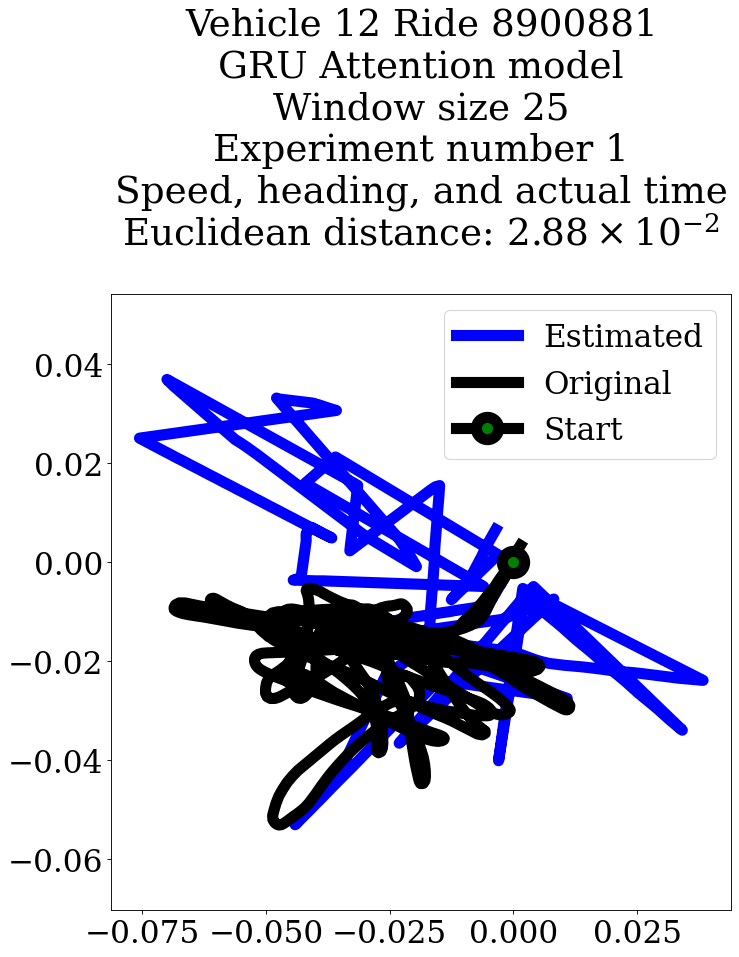 Vehicle 12 Ride 8900881
GRU Attention model
Window size 25
Experiment number 1
Speed, heading, and actual time
Euclidean distance: 2.88 × 10⁻²
Estimated
Original
Start
0.04
0.02
0.00
−0.02
−0.04
−0.06
−0.075 −0.050 −0.025 0.000 0.025